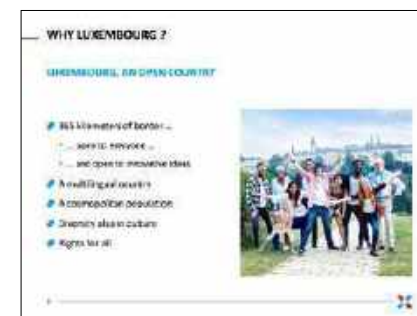 WHY LUXEMBOURG ?
LUXEMBOURG, AN OPEN COUNTRY
365 kilometers of border ...
... open to everyone ...
... and open to innovative ideas
A multilingual country
A cosmopolitan population
Diversity also in culture
Rights for all